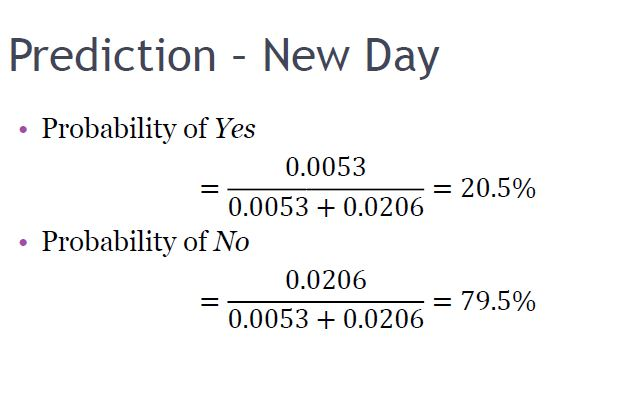 Prediction - New Day
• Probability of Yes
= 0.0053 / (0.0053 + 0.0206) = 20.5%
• Probability of No
= 0.0206 / (0.0053 + 0.0206) = 79.5%